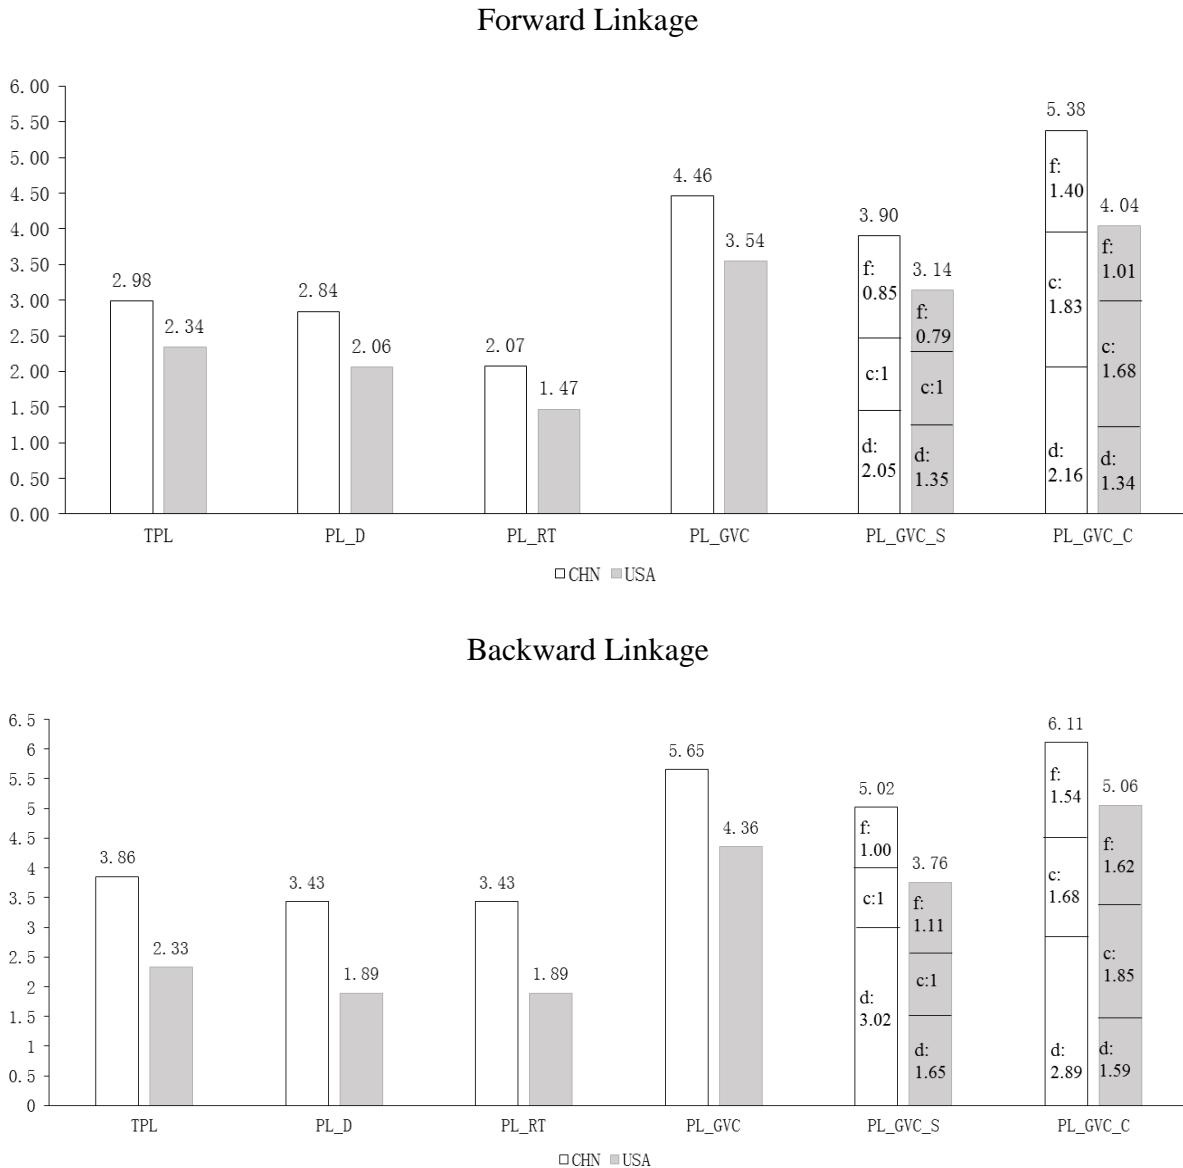 Forward Linkage
6.00
5.50
5.00
4.50
4.00
3.50
3.00
2.50
2.00
1.50
1.00
0.50
0.00
2.98
2.34
2.84
2.06
2.07
1.47
4.46
3.54
3.90
f:
0.85
c:1
d:
2.05
3.14
f:
0.79
c:1
d:
1.35
5.38
f:
1.40
c:
1.83
d:
2.16
4.04
f:
1.01
c:
1.68
d:
1.34
TPL PL_D PL_RT PL_GVC PL_GVC_S PL_GVC_C
CHN USA
Backward Linkage
6.5
6
5.5
5
4.5
4
3.5
3
2.5
2
1.5
1
0.5
0
3.86
2.33
3.43
1.89
3.43
1.89
5.65
4.36
5.02
f:
1.00
c:1
d:
3.02
3.76
f:
1.11
c:1
d:
1.65
6.11
f:
1.54
c:
1.68
d:
2.89
5.06
f:
1.62
c:
1.85
d:
1.59
TPL PL_D PL_RT PL_GVC PL_GVC_S PL_GVC_C
CHN USA